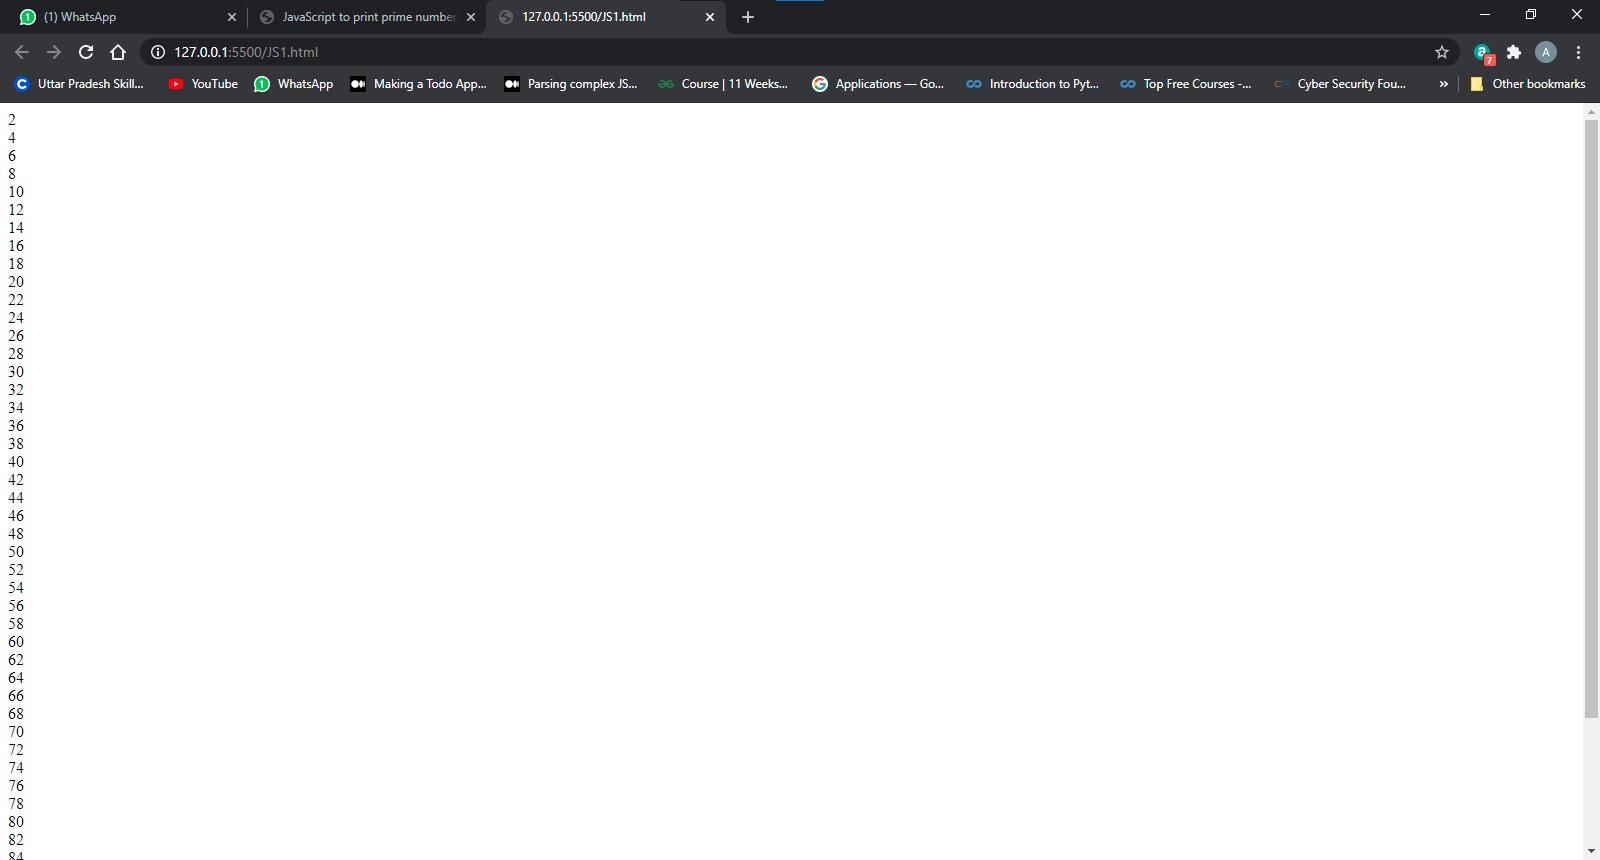 (1) WhatsApp
JavaScript to print prime number
127.0.0.1:5500/JS1.html
127.0.0.1:5500/JS1.html
7
A
Uttar Pradesh Skill...
YouTube
WhatsApp
Making a Todo App...
Parsing complex JS...
Course | 11 Weeks...
Applications — Go...
Introduction to Pyt...
Top Free Courses -...
Cyber Security Fou...
»
Other bookmarks
2
4
6
8
10
12
14
16
18
20
22
24
26
28
30
32
34
36
38
40
42
44
46
48
50
52
54
56
58
60
62
64
66
68
70
72
74
76
78
80
82
84